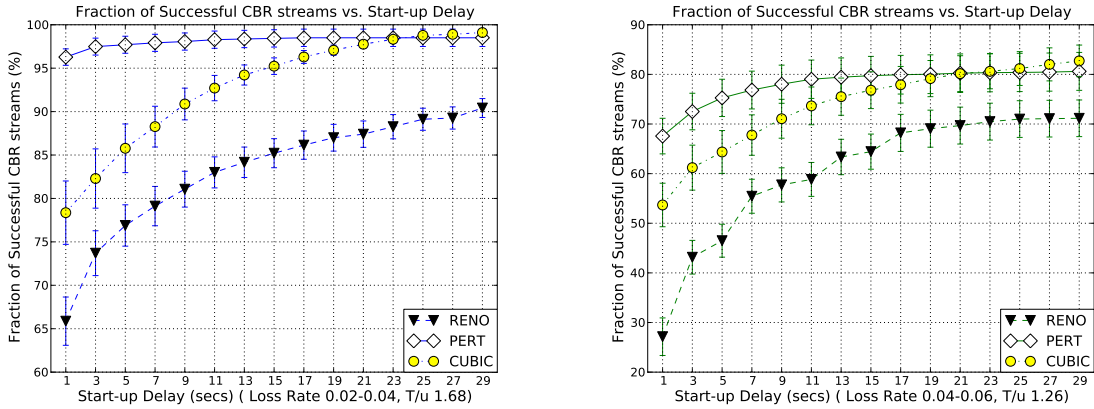 Fraction of Successful CBR streams vs. Start-up Delay
Fraction of Successful CBR streams (%)
100
95
90
85
80
75
70
65
60
RENO
PERT
CUBIC
1 3 5 7 9 11 13 15 17 19 21 23 25 27 29
Start-up Delay (secs) ( Loss Rate 0.02-0.04, T/u 1.68)
Fraction of Successful CBR streams vs. Start-up Delay
Fraction of Successful CBR streams (%)
90
80
70
60
50
40
30
20
RENO
PERT
CUBIC
1 3 5 7 9 11 13 15 17 19 21 23 25 27 29
Start-up Delay (secs) ( Loss Rate 0.04-0.06, T/u 1.26)